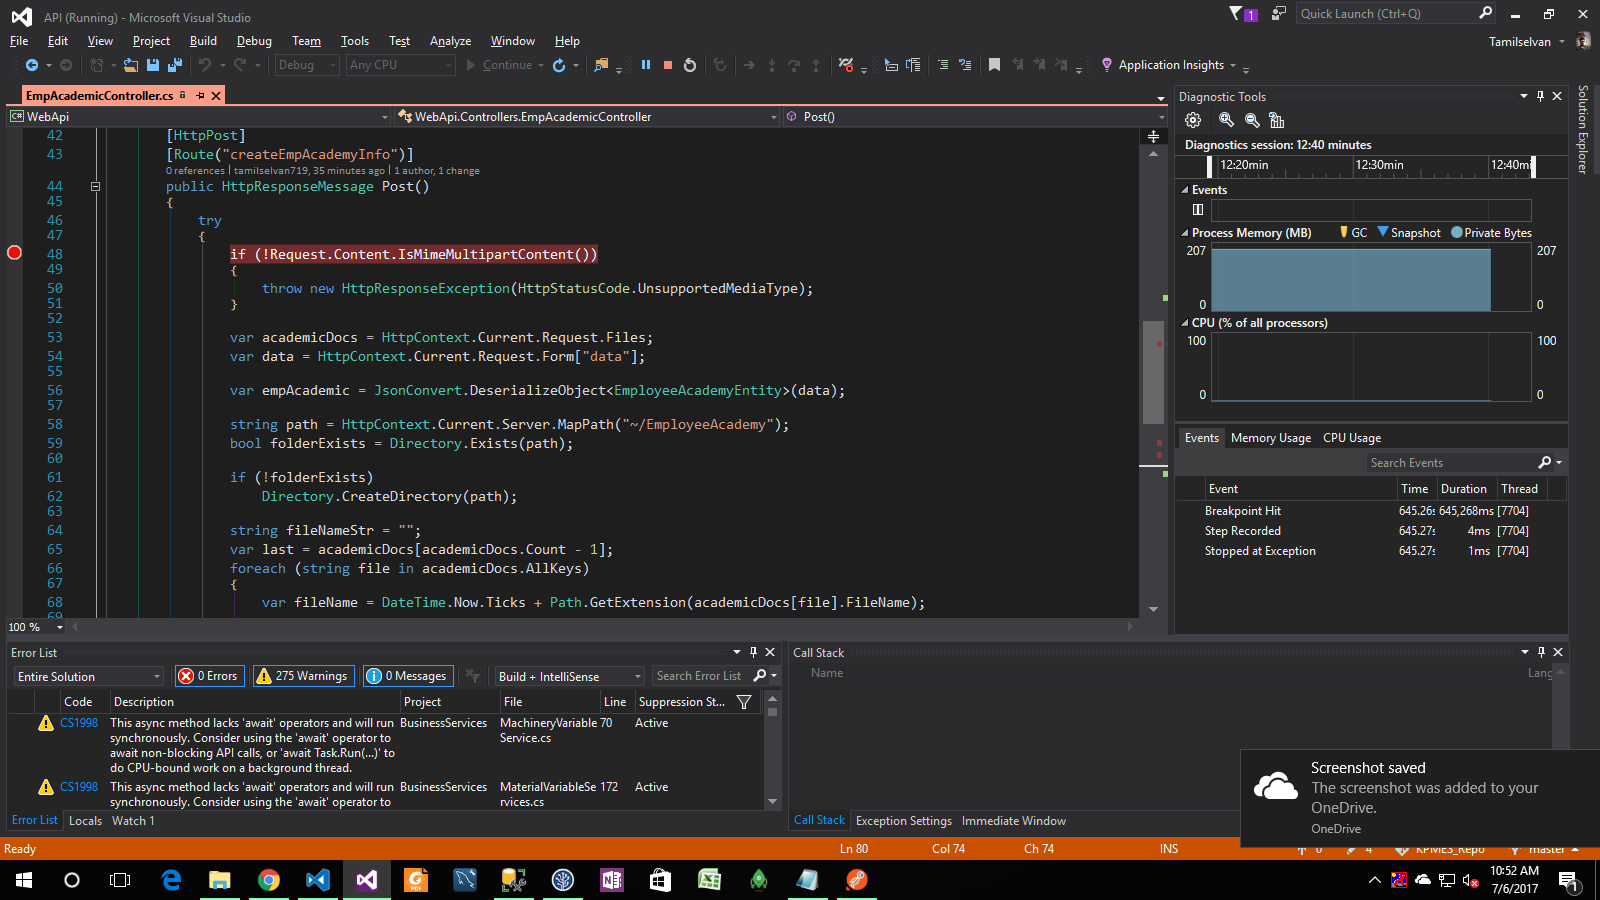 API (Running) - Microsoft Visual Studio
1
Quick Launch (Ctrl+Q)
File Edit View Project Build Debug Team Tools Test Analyze Window Help
Tamilselvan
Debug Any CPU Continue Application Insights
EmpAcademicController.cs
WebApi WebApi.Controllers.EmpAcademicController Post()
42 [HttpPost]
43 [Route("createEmpAcademyInfo")]
0 references | tamilselvan719, 35 minutes ago | 1 author, 1 change
44 public HttpResponseMessage Post()
45 {
46 try
47 {
48 if (!Request.Content.IsMimeMultipartContent())
49 {
50 throw new HttpResponseException(HttpStatusCode.UnsupportedMediaType);
51 }
52
53 var academicDocs = HttpContext.Current.Request.Files;
54 var data = HttpContext.Current.Request.Form["data"];
55
56 var empAcademic = JsonConvert.DeserializeObject<EmployeeAcademyEntity>(data);
57
58 string path = HttpContext.Current.Server.MapPath("~/EmployeeAcademy");
59 bool folderExists = Directory.Exists(path);
60
61 if (!folderExists)
62 Directory.CreateDirectory(path);
63
64 string fileNameStr = "";
65 var last = academicDocs[academicDocs.Count - 1];
66 foreach (string file in academicDocs.AllKeys)
67 {
68 var fileName = DateTime.Now.Ticks + Path.GetExtension(academicDocs[file].FileName);
69
100 %
Diagnostic Tools
Solution Explorer
Diagnostics session: 12:40 minutes
12:20min 12:30min 12:40mi
Events
Process Memory (MB) GC Snapshot Private Bytes
207 207
0 0
CPU (% of all processors)
100 100
0 0
Events Memory Usage CPU Usage
Search Events
Event Time Duration Thread
Breakpoint Hit 645.26s 645,268ms [7704]
Step Recorded 645.27s 4ms [7704]
Stopped at Exception 645.27s 1ms [7704]
Error List
Entire Solution 0 Errors 275 Warnings 0 Messages Build + IntelliSense Search Error List
Code Description Project File Line Suppression St...
CS1998 This async method lacks 'await' operators and will run BusinessServices MachineryVariable 70 Active
synchronously. Consider using the 'await' operator to Service.cs
await non-blocking API calls, or 'await Task.Run(...)' to
do CPU-bound work on a background thread.
CS1998 This async method lacks 'await' operators and will run BusinessServices MaterialVariableSe 172 Active
synchronously. Consider using the 'await' operator to rvices.cs
Error List Locals Watch 1
Call Stack
Name Lang
Call Stack Exception Settings Immediate Window
Screenshot saved
The screenshot was added to your
OneDrive.
OneDrive
Ready Ln 80 Col 74 Ch 74 INS 0 4 KPMES_Repo master
10:52 AM
7/6/2017
1